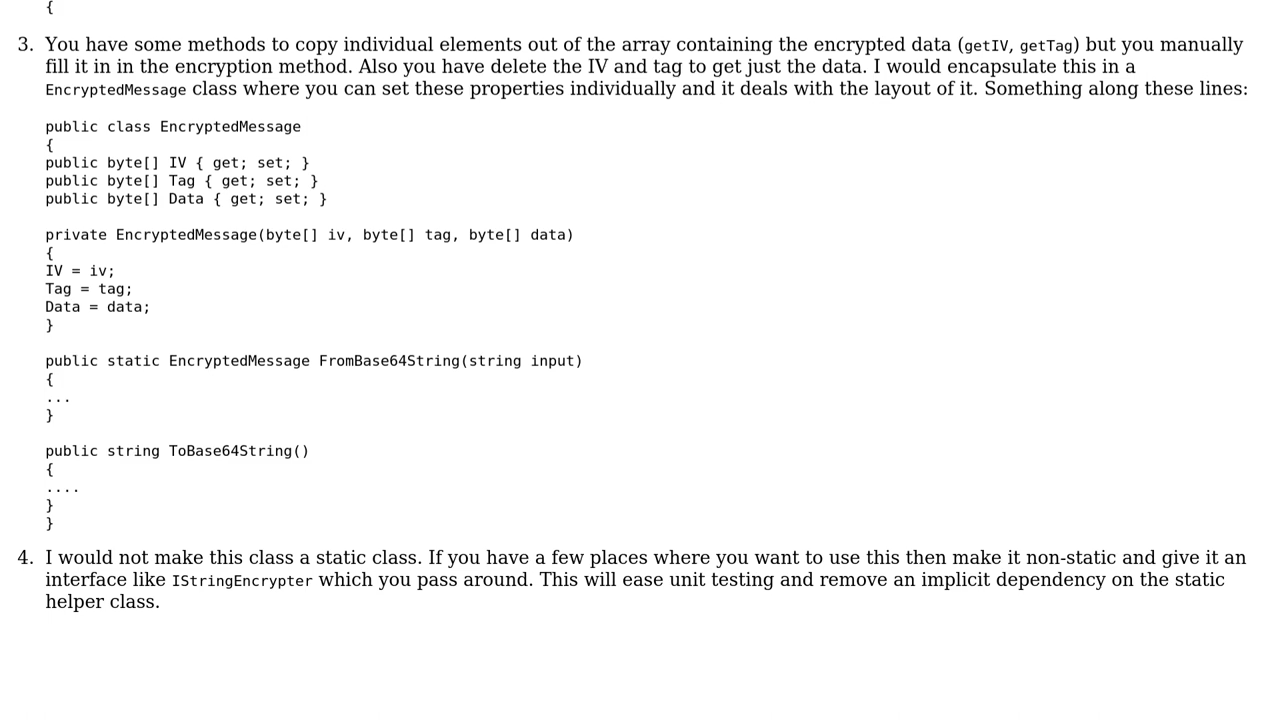 {
3. You have some methods to copy individual elements out of the array containing the encrypted data (getIV, getTag) but you manually
fill it in in the encryption method. Also you have delete the IV and tag to get just the data. I would encapsulate this in a
EncryptedMessage class where you can set these properties individually and it deals with the layout of it. Something along these lines:
public class EncryptedMessage
{
public byte[] IV { get; set; }
public byte[] Tag { get; set; }
public byte[] Data { get; set; }
private EncryptedMessage(byte[] iv, byte[] tag, byte[] data)
{
IV = iv;
Tag = tag;
Data = data;
}
public static EncryptedMessage FromBase64String(string input)
{
...
}
public string ToBase64String()
{
....
}
}
4. I would not make this class a static class. If you have a few places where you want to use this then make it non-static and give it an
interface like IStringEncrypter which you pass around. This will ease unit testing and remove an implicit dependency on the static
helper class.